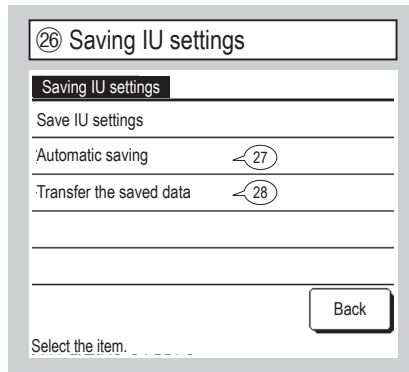 ㉖ Saving IU settings
Saving IU settings
Save IU settings
Automatic saving 27
Transfer the saved data 28
Back
Select the item.